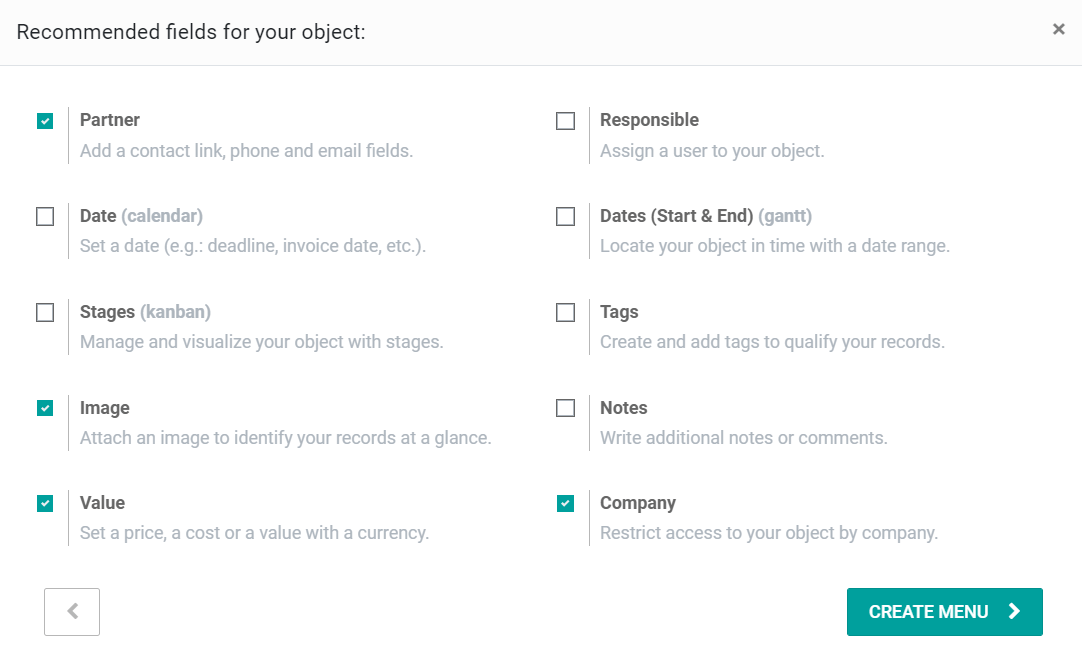 Recommended fields for your object:
×
Partner
Add a contact link, phone and email fields.
Responsible
Assign a user to your object.
Date (calendar)
Set a date (e.g.: deadline, invoice date, etc.).
Dates (Start & End) (gantt)
Locate your object in time with a date range.
Stages (kanban)
Manage and visualize your object with stages.
Tags
Create and add tags to qualify your records.
Image
Attach an image to identify your records at a glance.
Notes
Write additional notes or comments.
Value
Set a price, a cost or a value with a currency.
Company
Restrict access to your object by company.
CREATE MENU